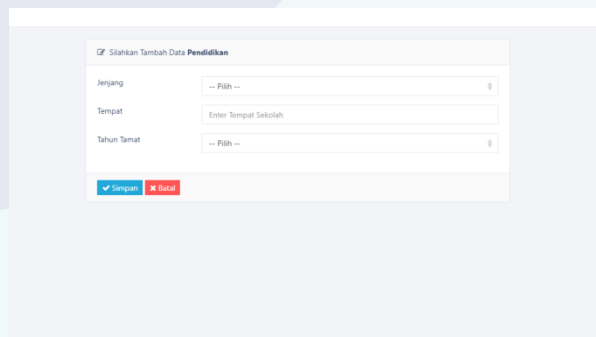 Silahkan Tambah Data Pendidikan
Jenjang
-- Pilih --
Tempat
Enter Tempat Sekolah
Tahun Tamat
-- Pilih --
Simpan Batal